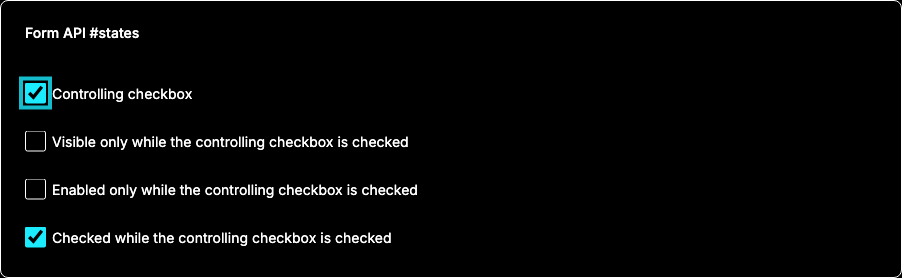 Form API #states
Controlling checkbox
Visible only while the controlling checkbox is checked
Enabled only while the controlling checkbox is checked
Checked while the controlling checkbox is checked